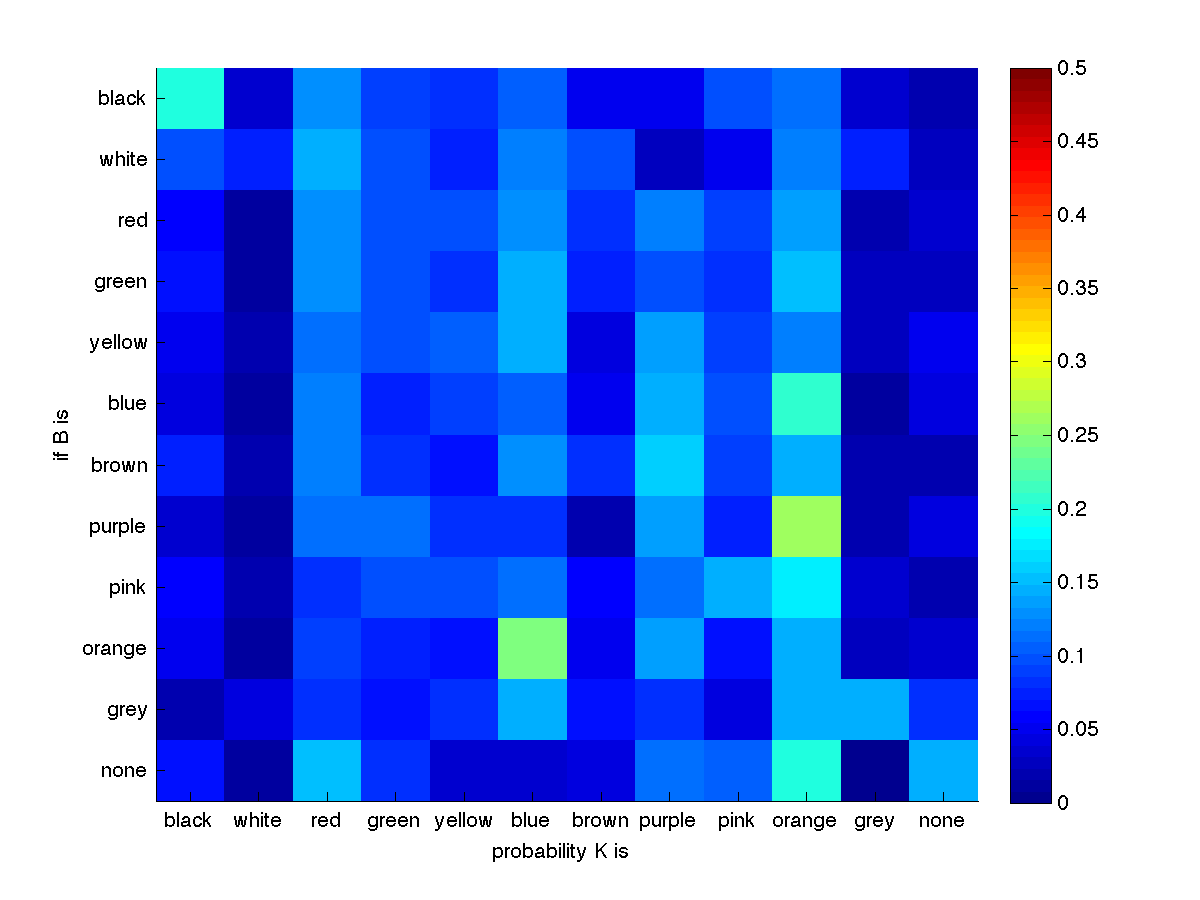 black
white
red
green
yellow
blue
brown
purple
pink
orange
grey
none
if B is
black white red green yellow blue brown purple pink orange grey none
probability K is
0.5
0.45
0.4
0.35
0.3
0.25
0.2
0.15
0.1
0.05
0